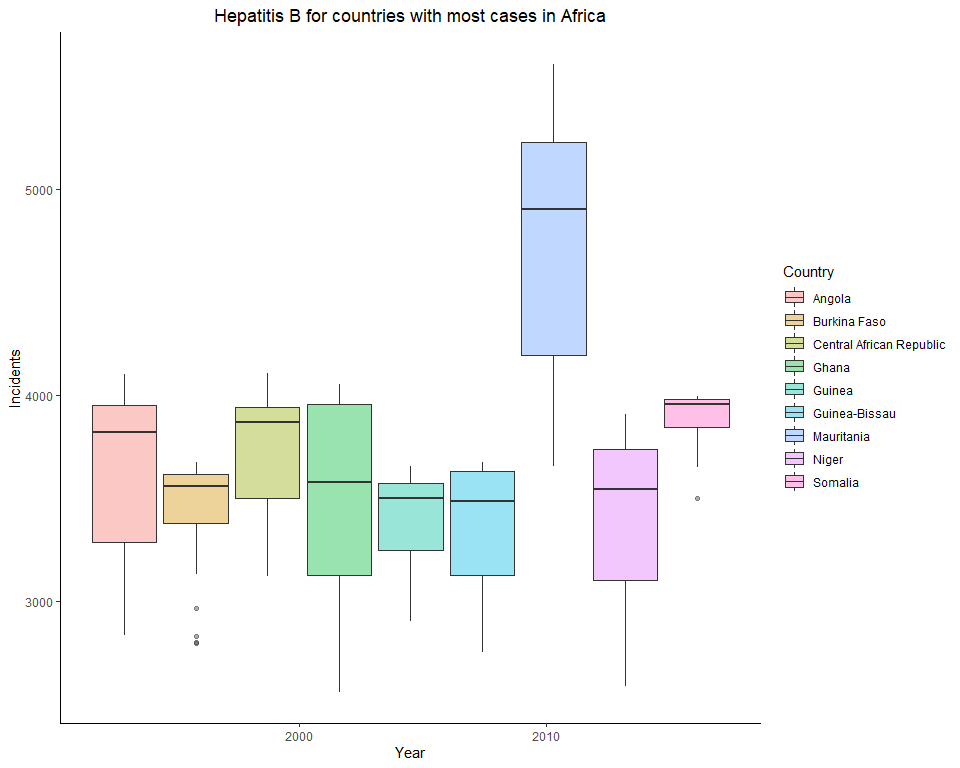 Hepatitis B for countries with most cases in Africa
5000
4000
3000
Incidents
2000
2010
Year
Country
Angola
Burkina Faso
Central African Republic
Ghana
Guinea
Guinea-Bissau
Mauritania
Niger
Somalia